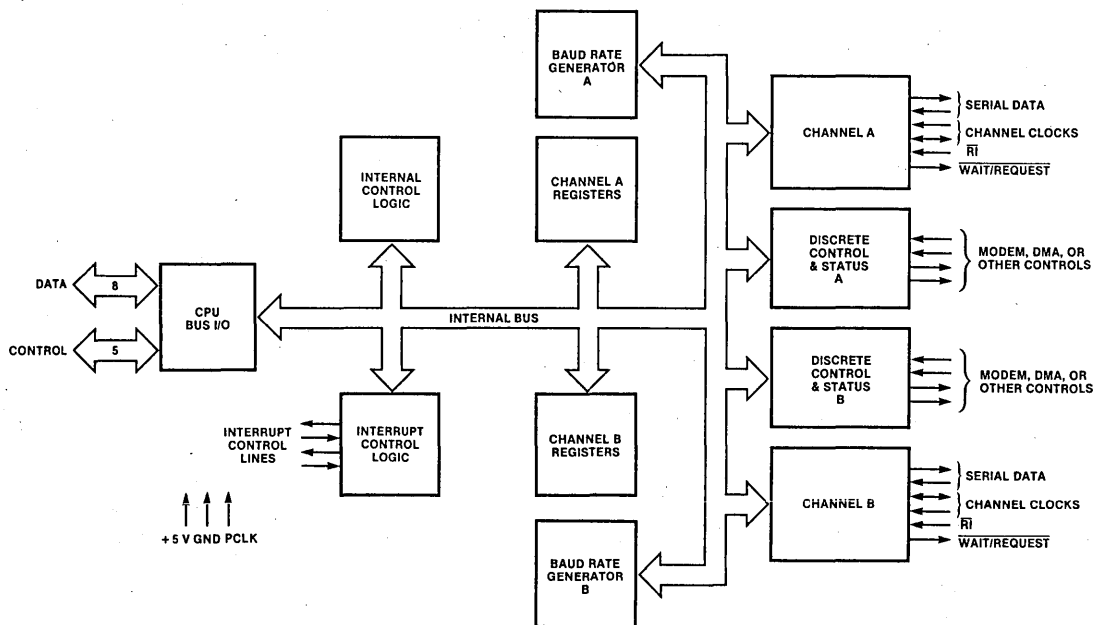 BAUD RATE
GENERATOR
A
CHANNEL A
SERIAL DATA
CHANNEL CLOCKS
RI
WAIT/REQUEST
INTERNAL
CONTROL
LOGIC
CHANNEL A
REGISTERS
DISCRETE
CONTROL
& STATUS
A
MODEM, DMA, OR
OTHER CONTROLS
DATA
8
CPU
BUS I/O
INTERNAL BUS
CONTROL
5
DISCRETE
CONTROL
& STATUS
B
MODEM, DMA, OR
OTHER CONTROLS
INTERRUPT
CONTROL
LINES
INTERRUPT
CONTROL
LOGIC
CHANNEL B
REGISTERS
CHANNEL B
SERIAL DATA
CHANNEL CLOCKS
RI
WAIT/REQUEST
+5 V GND PCLK
BAUD RATE
GENERATOR
B